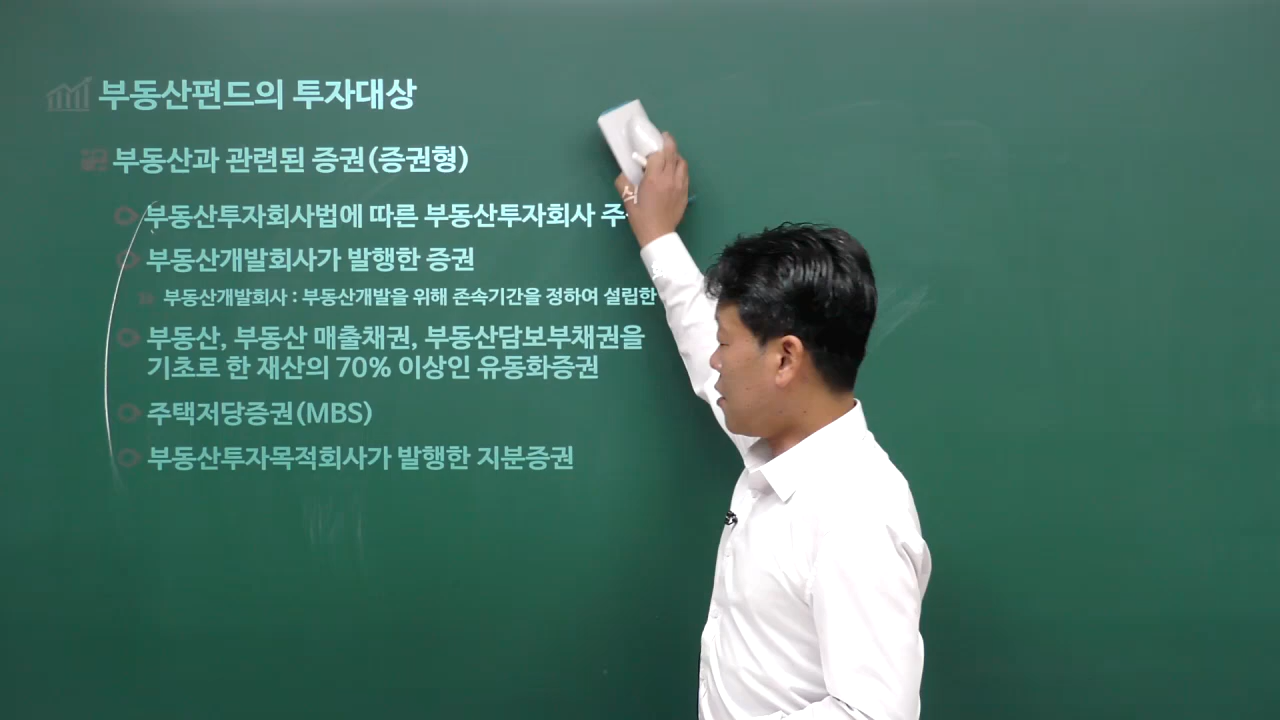 부동산펀드의 투자대상
부동산과 관련된 증권(증권형)
부동산투자회사법에 따른 부동산투자회사 주식
부동산개발회사가 발행한 증권
부동산개발회사 : 부동산개발을 위해 존속기간을 정하여 설립한
부동산, 부동산 매출채권, 부동산담보부채권을
기초로 한 재산의 70% 이상인 유동화증권
주택저당증권(MBS)
부동산투자목적회사가 발행한 지분증권